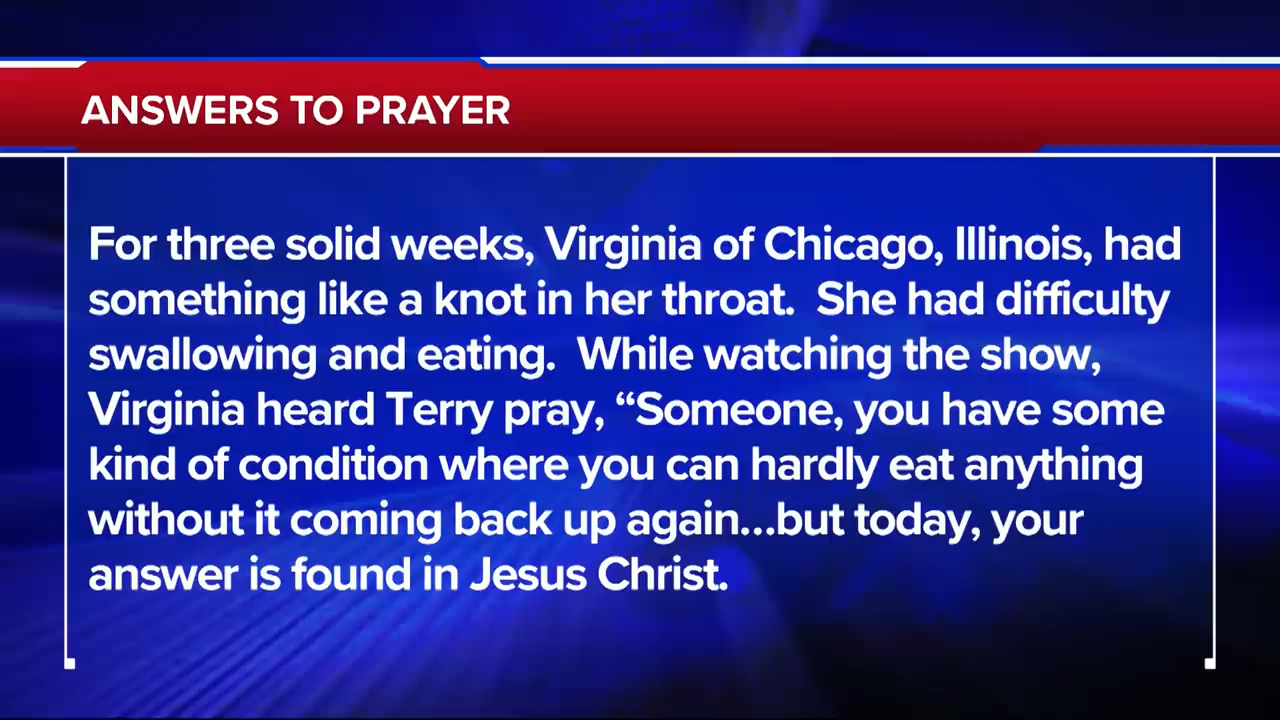 ANSWERS TO PRAYER
For three solid weeks, Virginia of Chicago, Illinois, had
something like a knot in her throat.  She had difficulty
swallowing and eating.  While watching the show,
Virginia heard Terry pray, “Someone, you have some
kind of condition where you can hardly eat anything
without it coming back up again...but today, your
answer is found in Jesus Christ.